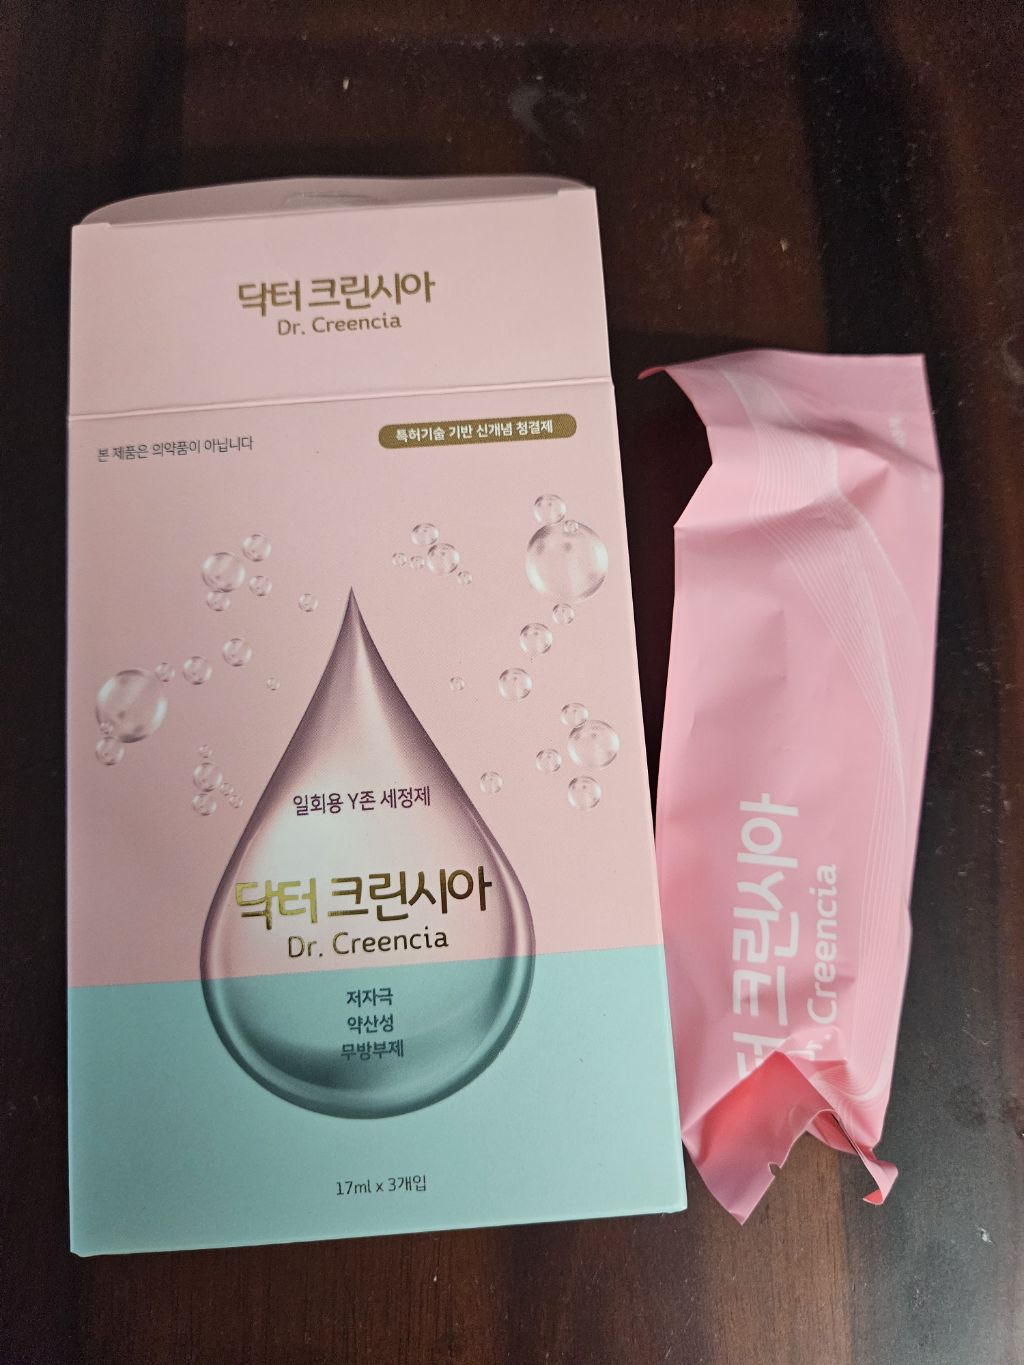 닥터 크린시아
Dr. Creencia
본 제품은 의약품이 아닙니다
특허기술 기반 신개념 청결제
일회용 Y존 세정제
닥터 크린시아
Dr. Creencia
저자극
약산성
무방부제
17ml x 3개입
터 크린시아
Creencia